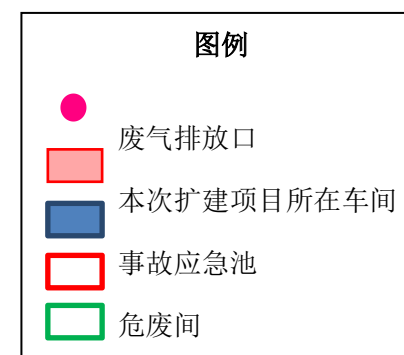 图例
废气排放口
本次扩建项目所在车间
事故应急池
危废间